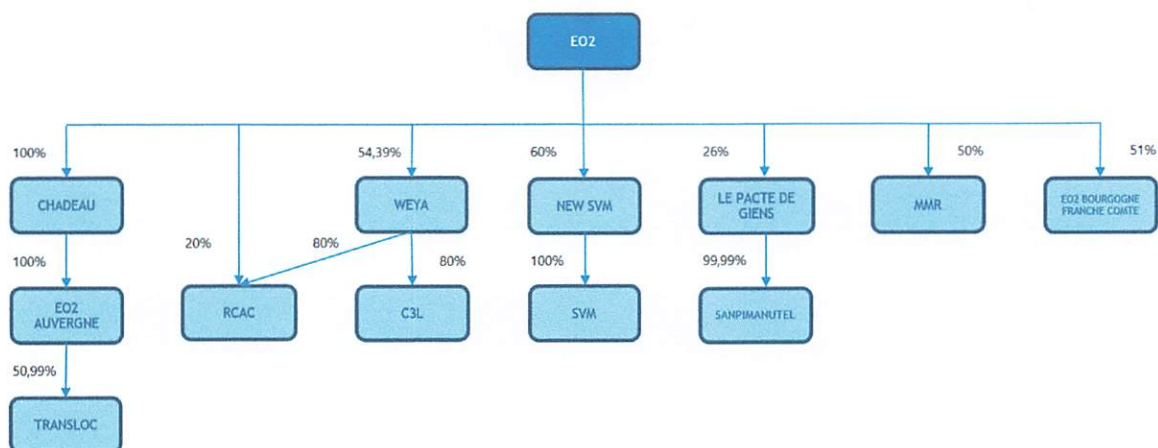 EO2
100%
54,39%
60%
26%
50%
51%
CHADEAU
WEYA
NEW SVM
LE PACTE DE
GIENS
MMR
EO2 BOURGOGNE
FRANCHE COMTE
100%
20%
80%
80%
100%
99,99%
EO2
AUVERGNE
RCAC
C3L
SVM
SANPIMANUTEL
50,99%
TRANSLOC